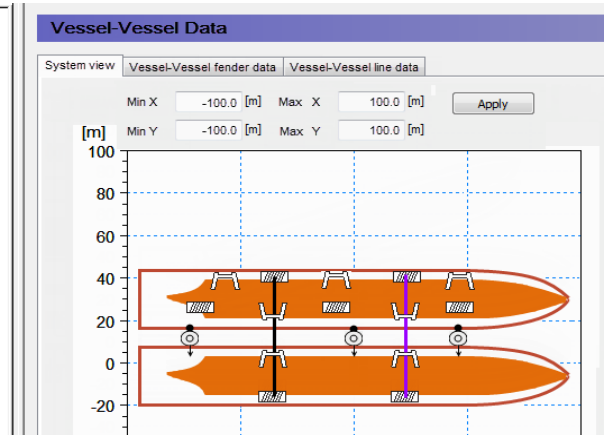 Vessel-Vessel Data
System view Vessel-Vessel fender data Vessel-Vessel line data
Min X -100.0 [m] Max X 100.0 [m] Apply
[m] Min Y -100.0 [m] Max Y 100.0 [m]
100
80
60
40
20
0
-20